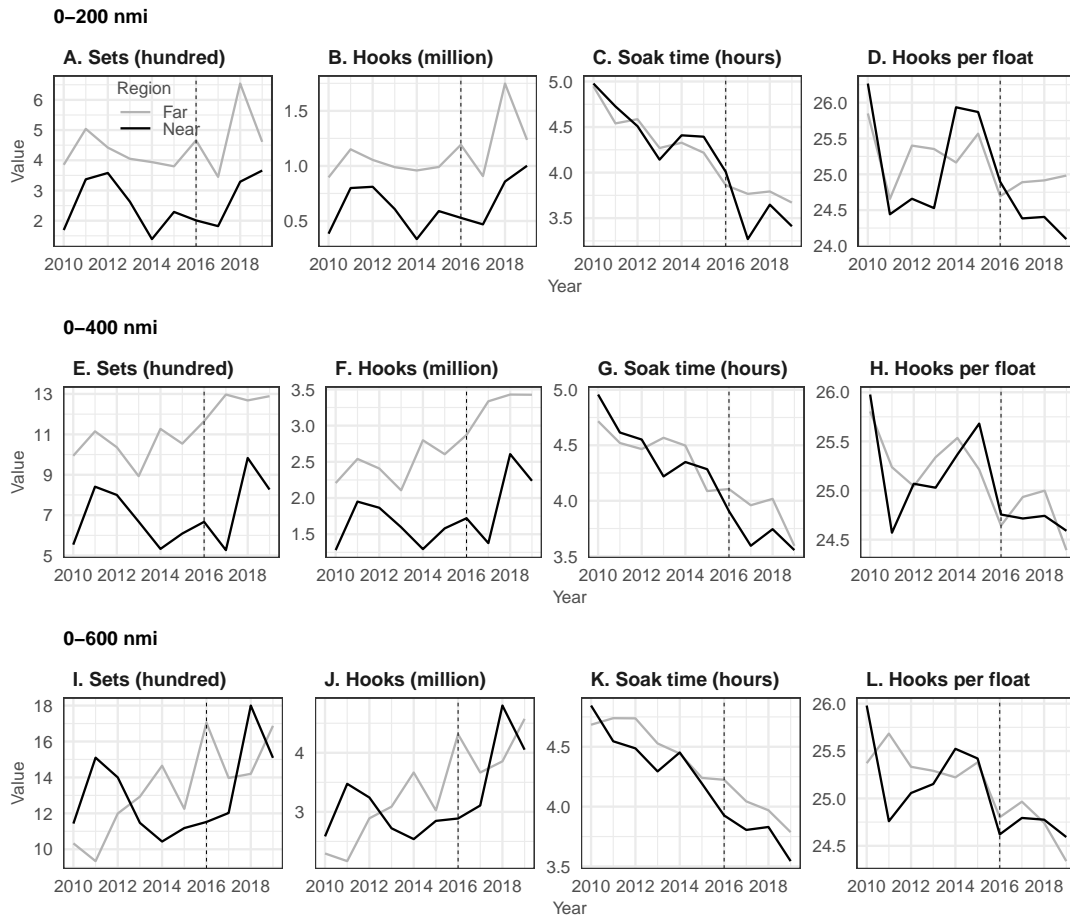 0–200 nmi
A. Sets (hundred)
B. Hooks (million)
C. Soak time (hours)
D. Hooks per float
Region
Far
Near
Value
6
5
4
3
2
1.5
1.0
0.5
5.0
4.5
4.0
3.5
26.0
25.5
25.0
24.5
24.0
2010 2012 2014 2016 2018
2010 2012 2014 2016 2018
2010 2012 2014 2016 2018
2010 2012 2014 2016 2018
Year
0–400 nmi
E. Sets (hundred)
F. Hooks (million)
G. Soak time (hours)
H. Hooks per float
Value
13
11
9
7
5
3.5
3.0
2.5
2.0
1.5
5.0
4.5
4.0
3.5
26.0
25.5
25.0
24.5
2010 2012 2014 2016 2018
2010 2012 2014 2016 2018
2010 2012 2014 2016 2018
2010 2012 2014 2016 2018
Year
0–600 nmi
I. Sets (hundred)
J. Hooks (million)
K. Soak time (hours)
L. Hooks per float
Value
18
16
14
12
10
4
3
4.5
4.0
3.5
26.0
25.5
25.0
24.5
2010 2012 2014 2016 2018
2010 2012 2014 2016 2018
2010 2012 2014 2016 2018
2010 2012 2014 2016 2018
Year